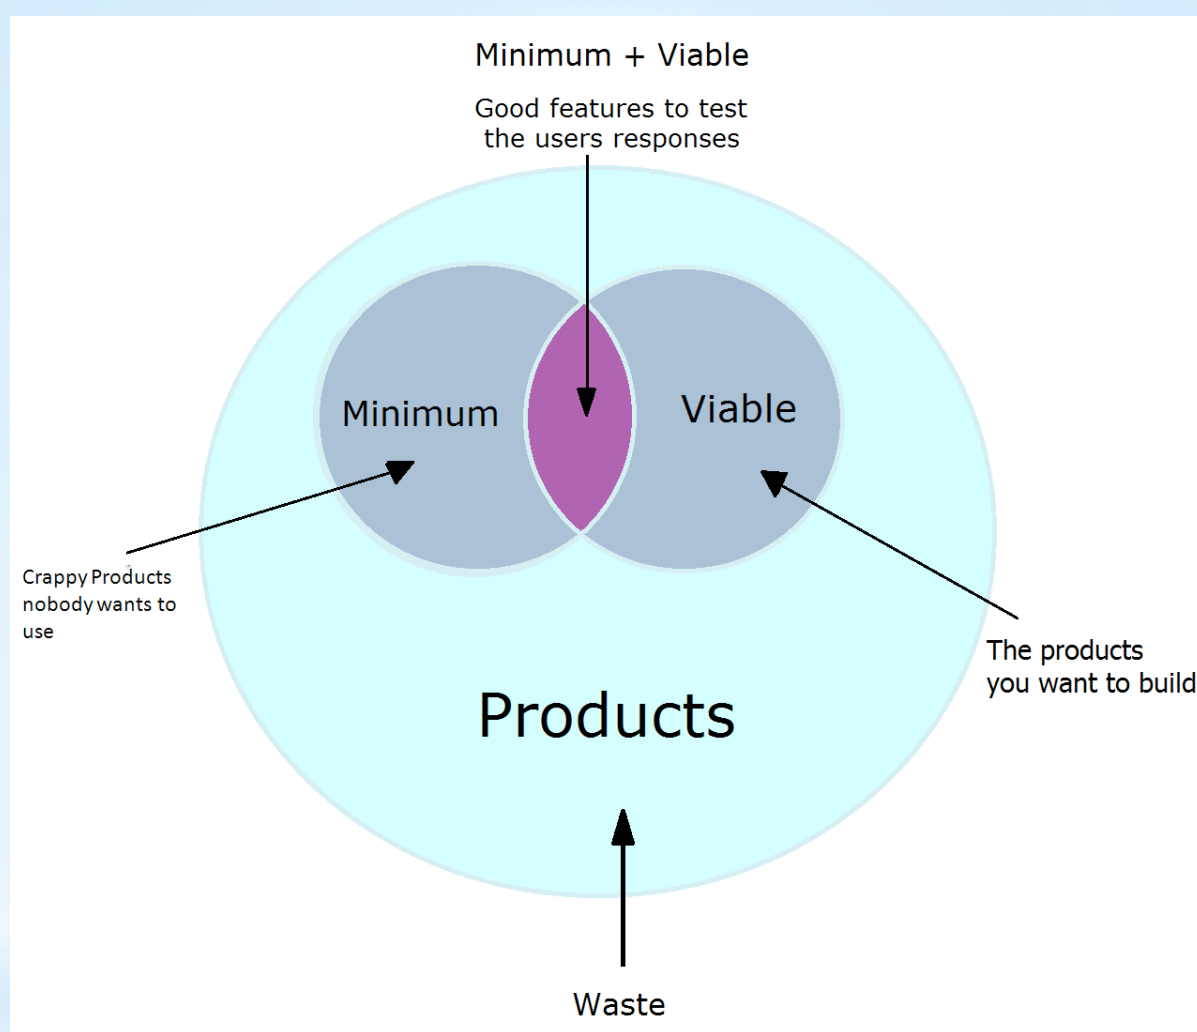 Minimum + Viable
Good features to test
the users responses
Minimum
Viable
Crappy Products
nobody wants to
use
The products
you want to build
Products
Waste